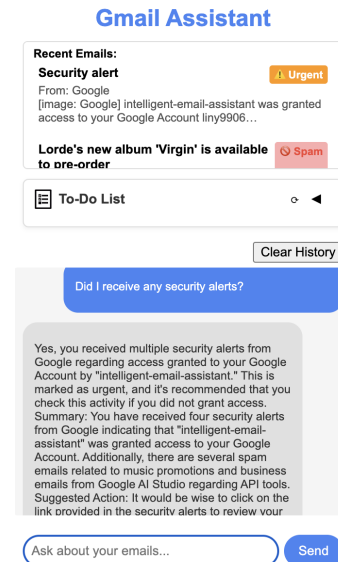 Gmail Assistant
Recent Emails:
Security alert
Urgent
From: Google
[image: Google] intelligent-email-assistant was granted
access to your Google Account liny9906…
Lorde's new album 'Virgin' is available
Spam
to pre-order
To-Do List
Clear History
Did I receive any security alerts?
Yes, you received multiple security alerts from
Google regarding access granted to your Google
Account by "intelligent-email-assistant." This is
marked as urgent, and it's recommended that you
check this activity if you did not grant access.
Summary: You have received four security alerts
from Google indicating that "intelligent-email-
assistant" was granted access to your Google
Account. Additionally, there are several spam
emails related to music promotions and business
emails from Google AI Studio regarding API tools.
Suggested Action: It would be wise to click on the
link provided in the security alerts to review your
Ask about your emails...
Send